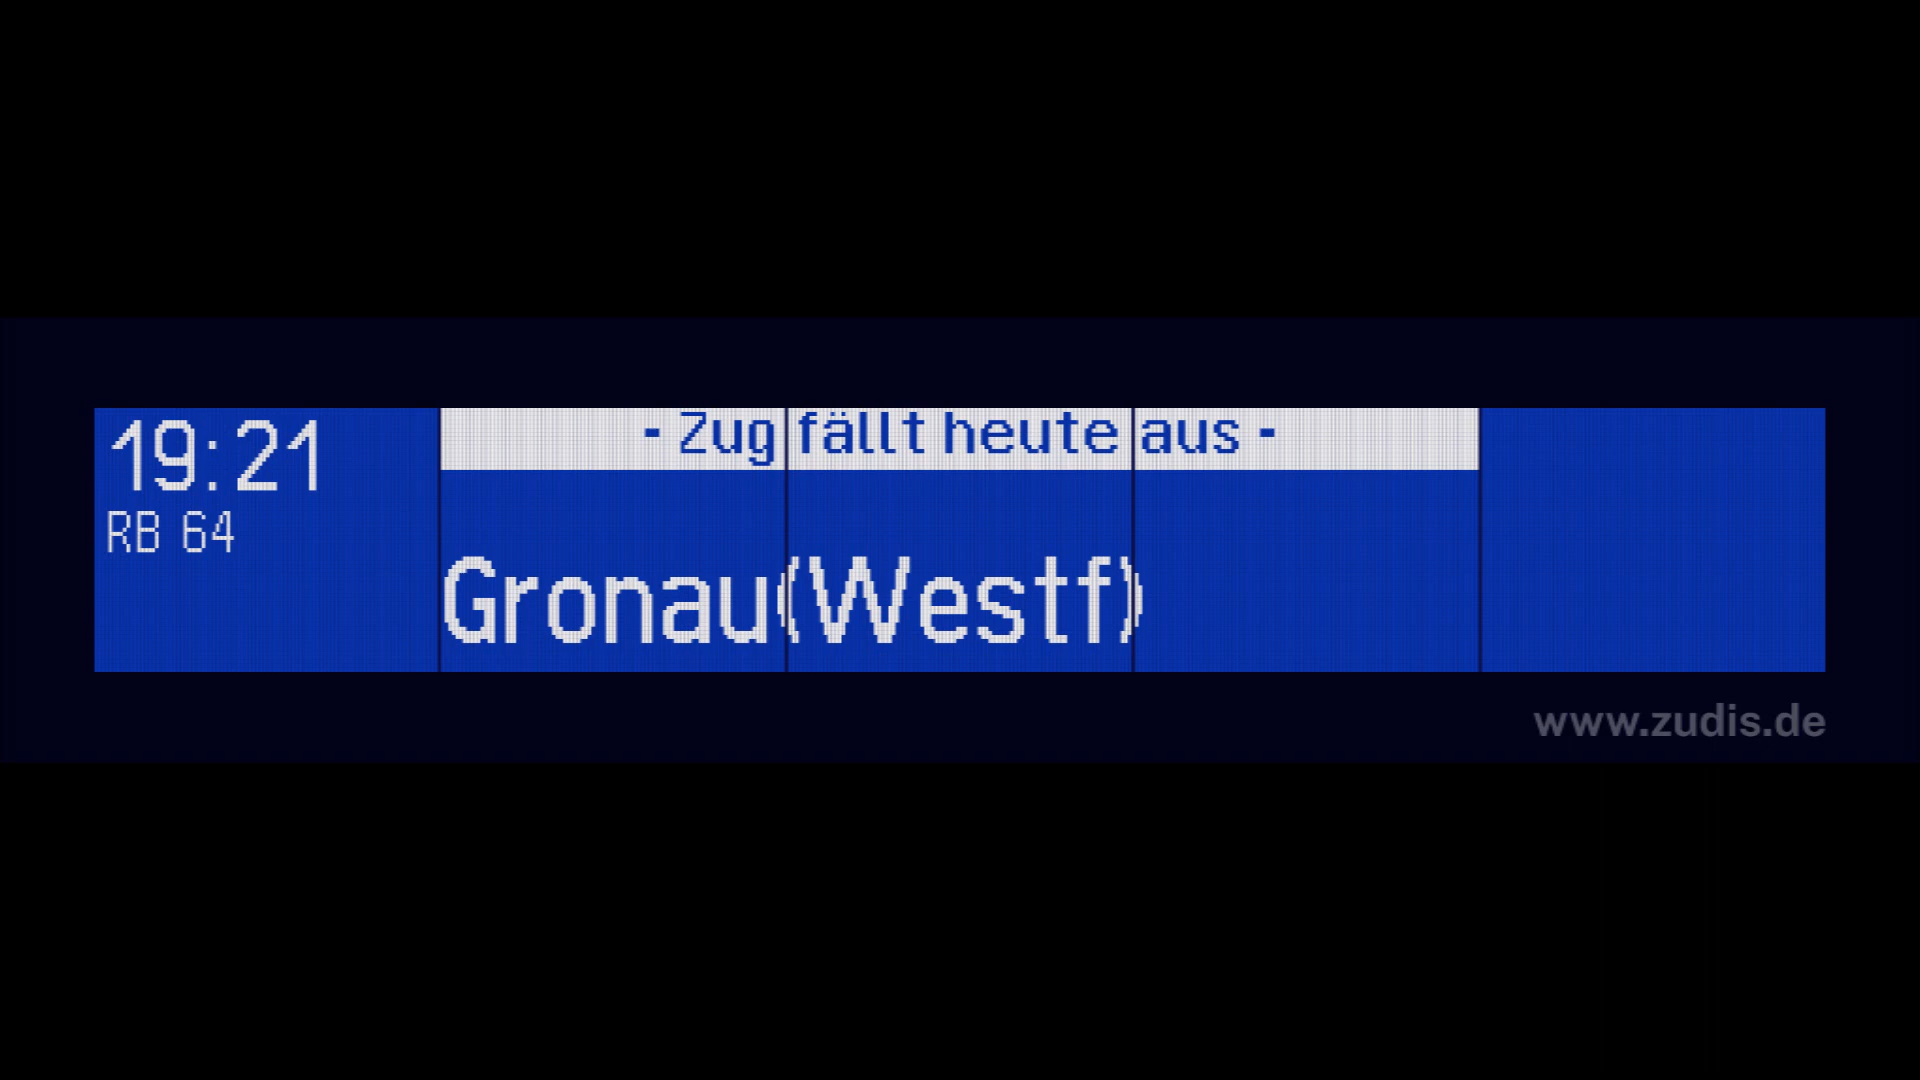 19:21
- Zug fällt heute aus -
RB 64
Gronau(Westf)
www.zudis.de